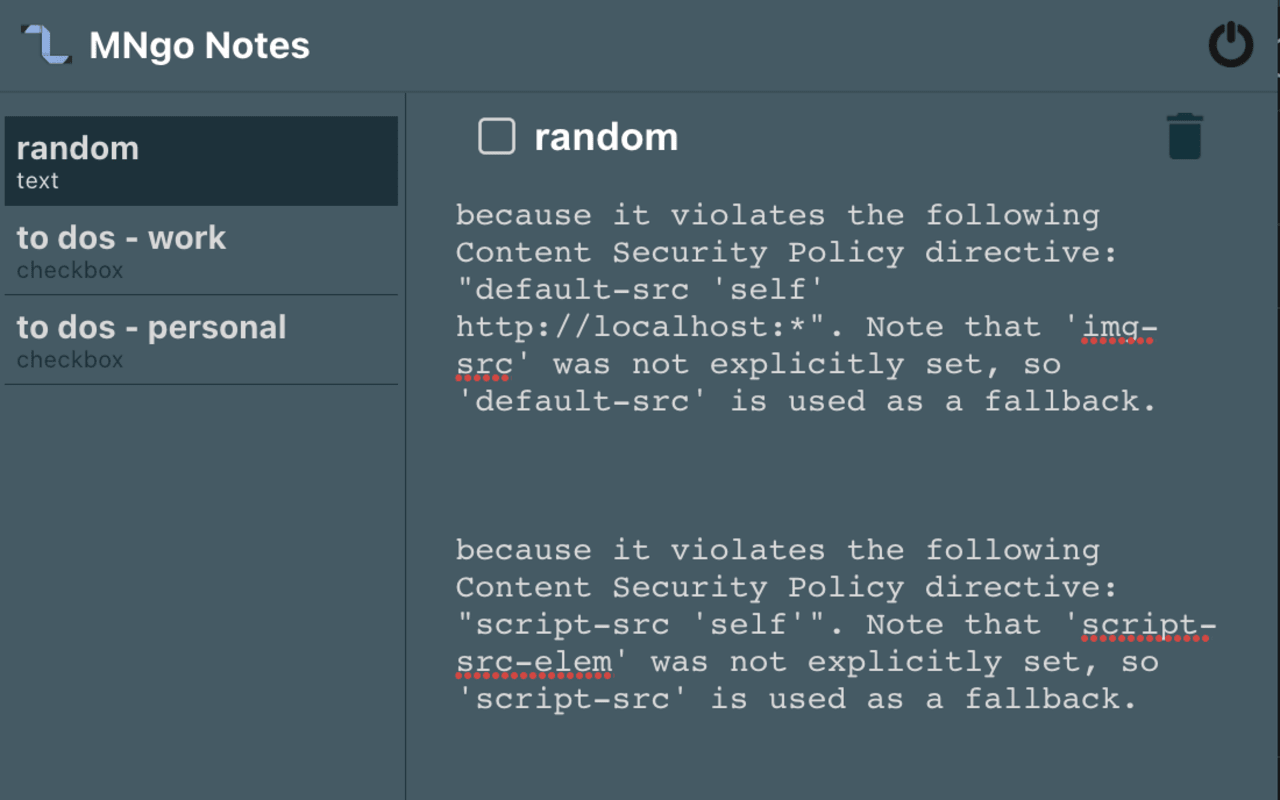 MNgo Notes
random
text
to dos - work
checkbox
to dos - personal
checkbox
random
because it violates the following
Content Security Policy directive:
"default-src 'self'
http://localhost:*". Note that 'img-
src' was not explicitly set, so
'default-src' is used as a fallback.
because it violates the following
Content Security Policy directive:
"script-src 'self'". Note that 'script-
src-elem' was not explicitly set, so
'script-src' is used as a fallback.